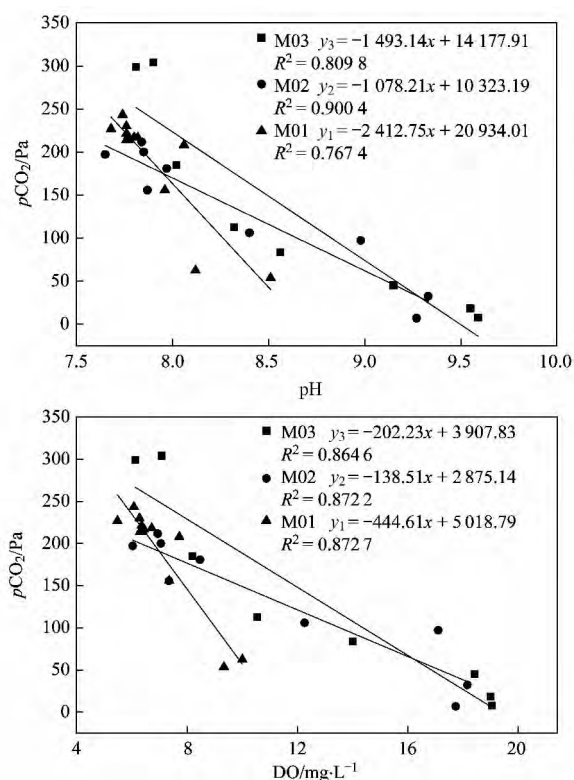 350
300
250
200
150
100
50
0
pCO₂/Pa
■ M03 y₃=−1 493.14x + 14 177.91
R² = 0.809 8
● M02 y₂=−1 078.21x + 10 323.19
R² = 0.900 4
▲ M01 y₁=−2 412.75x + 20 934.01
R² = 0.767 4
7.5 8.0 8.5 9.0 9.5 10.0
pH
350
300
250
200
150
100
50
0
pCO₂/Pa
■ M03 y₃=−202.23x + 3 907.83
R² = 0.864 6
● M02 y₂=−138.51x + 2 875.14
R² = 0.872 2
▲ M01 y₁=−444.61x + 5 018.79
R² = 0.872 7
4 8 12 16 20
DO/mg·L⁻¹